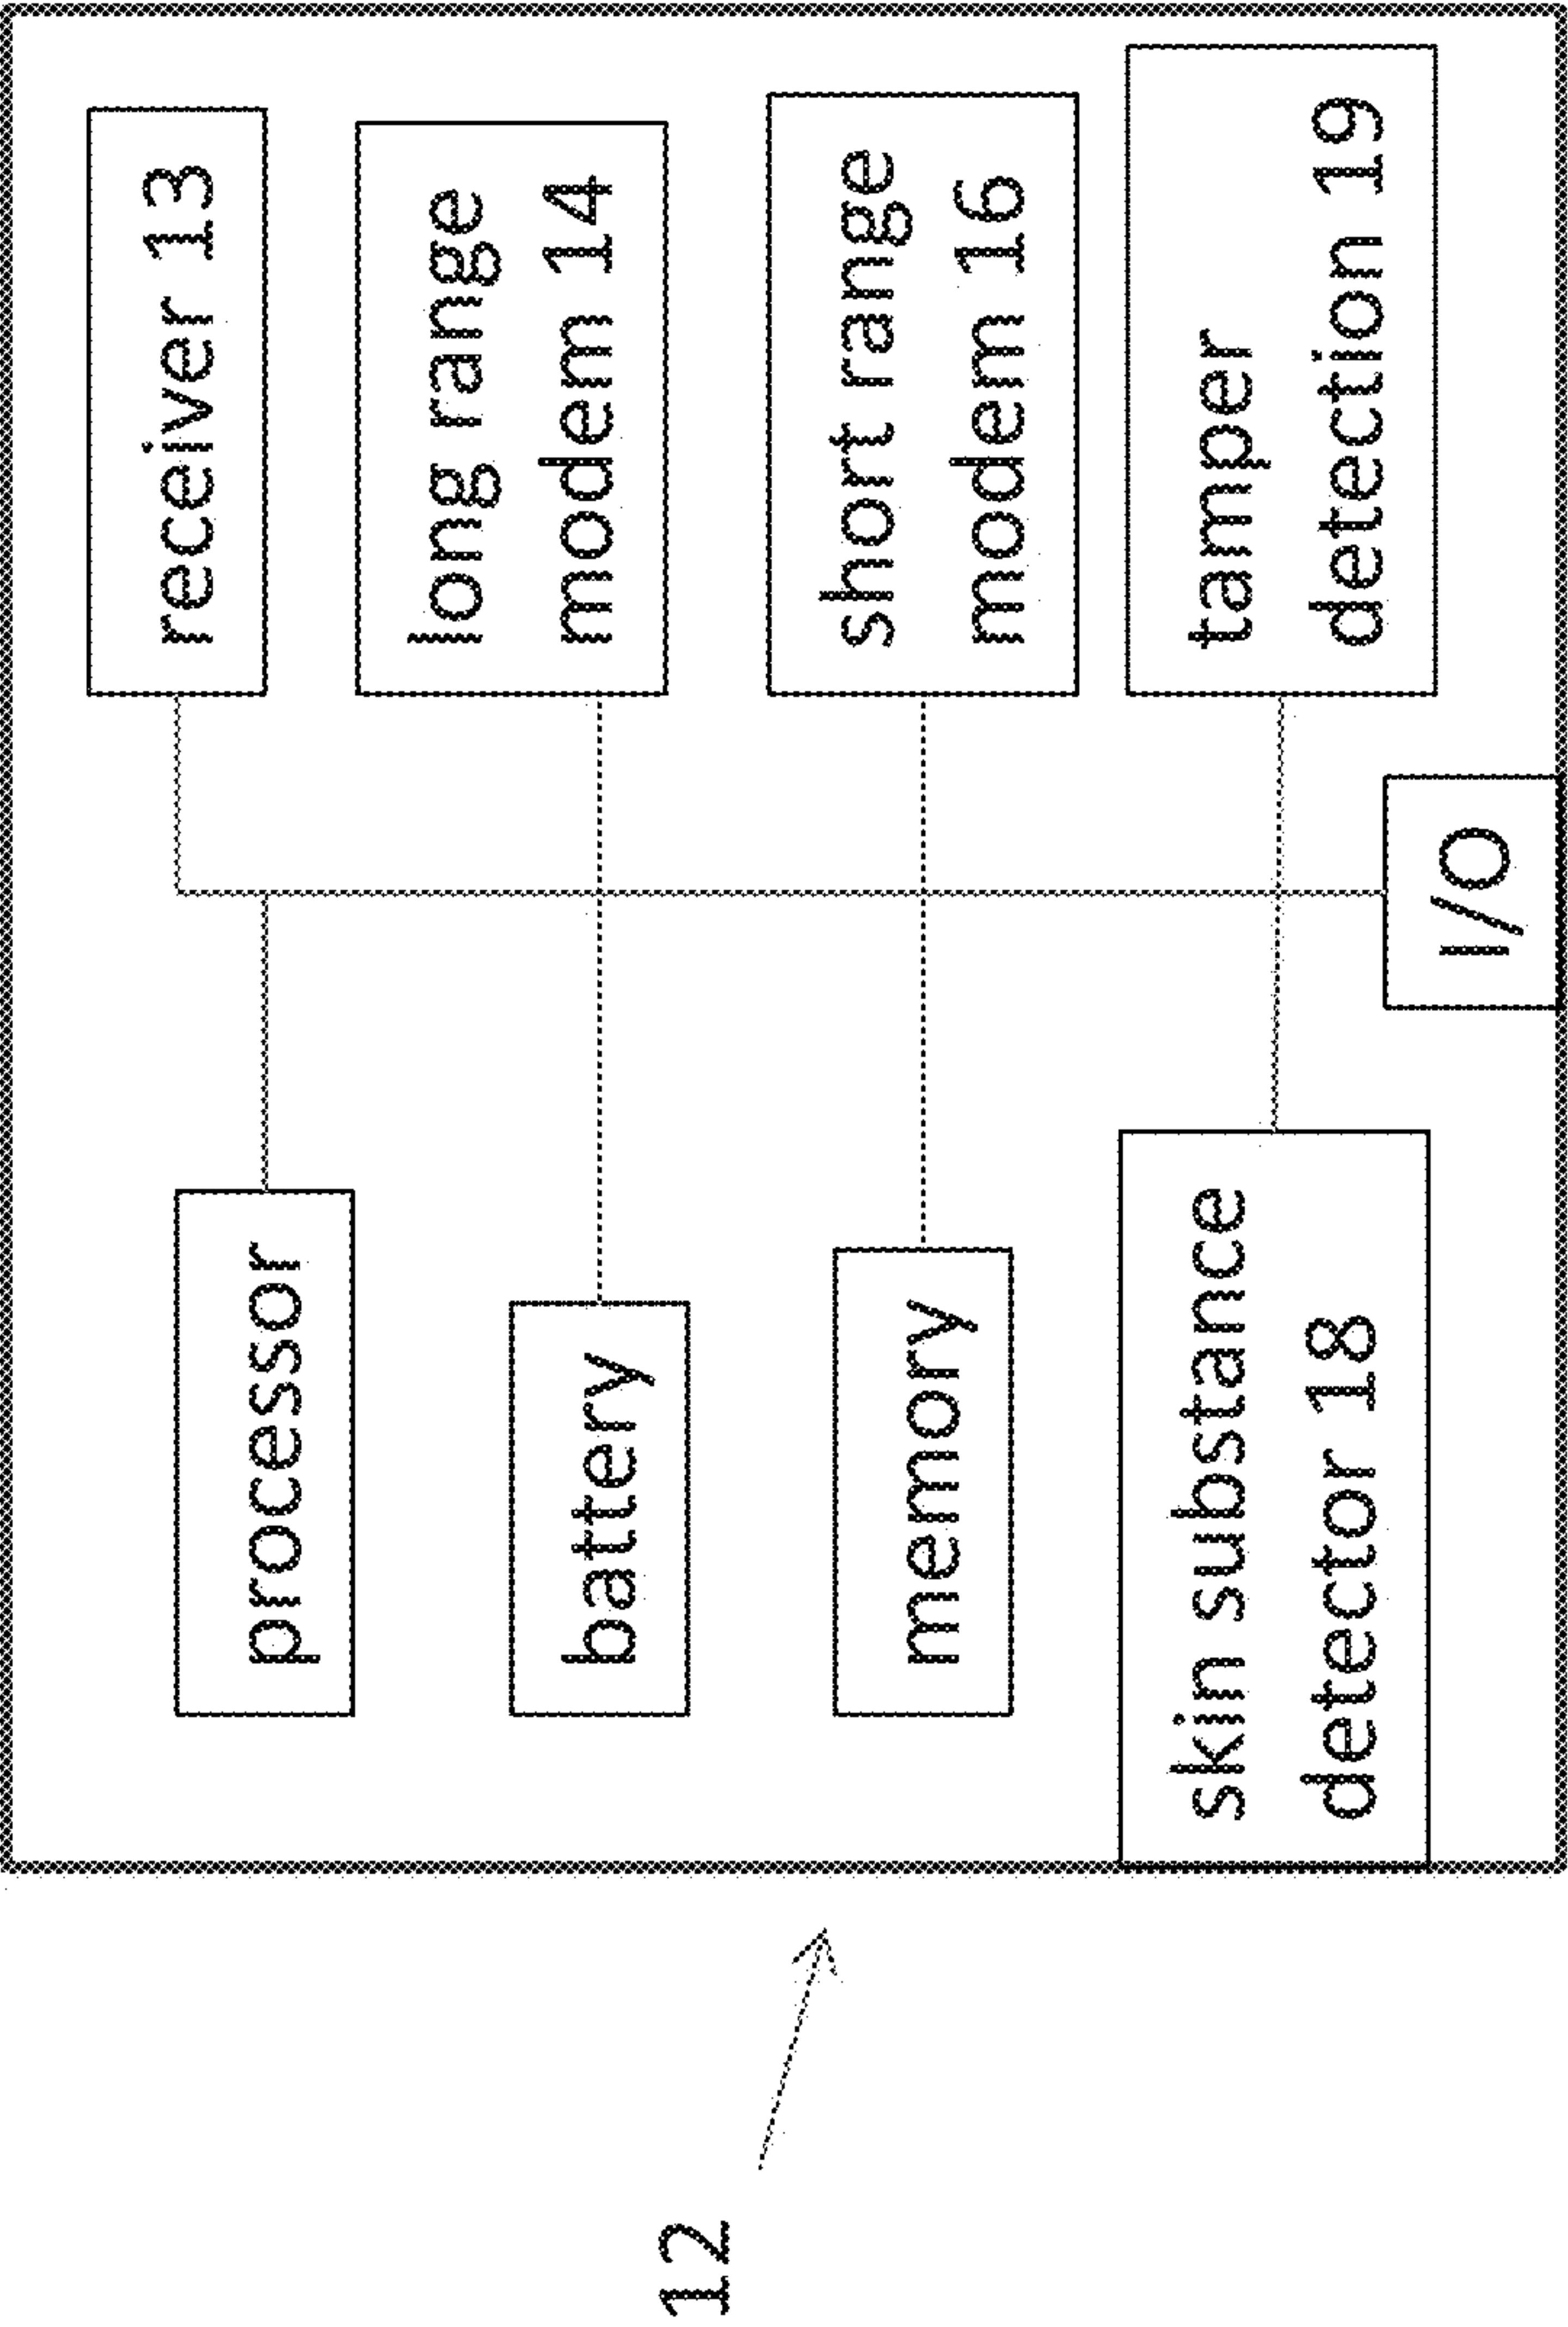 12
processor
battery
memory
skin substance
detector 18
receiver 13
long range
modem 14
short range
modem 16
tamper
detection 19
I/O